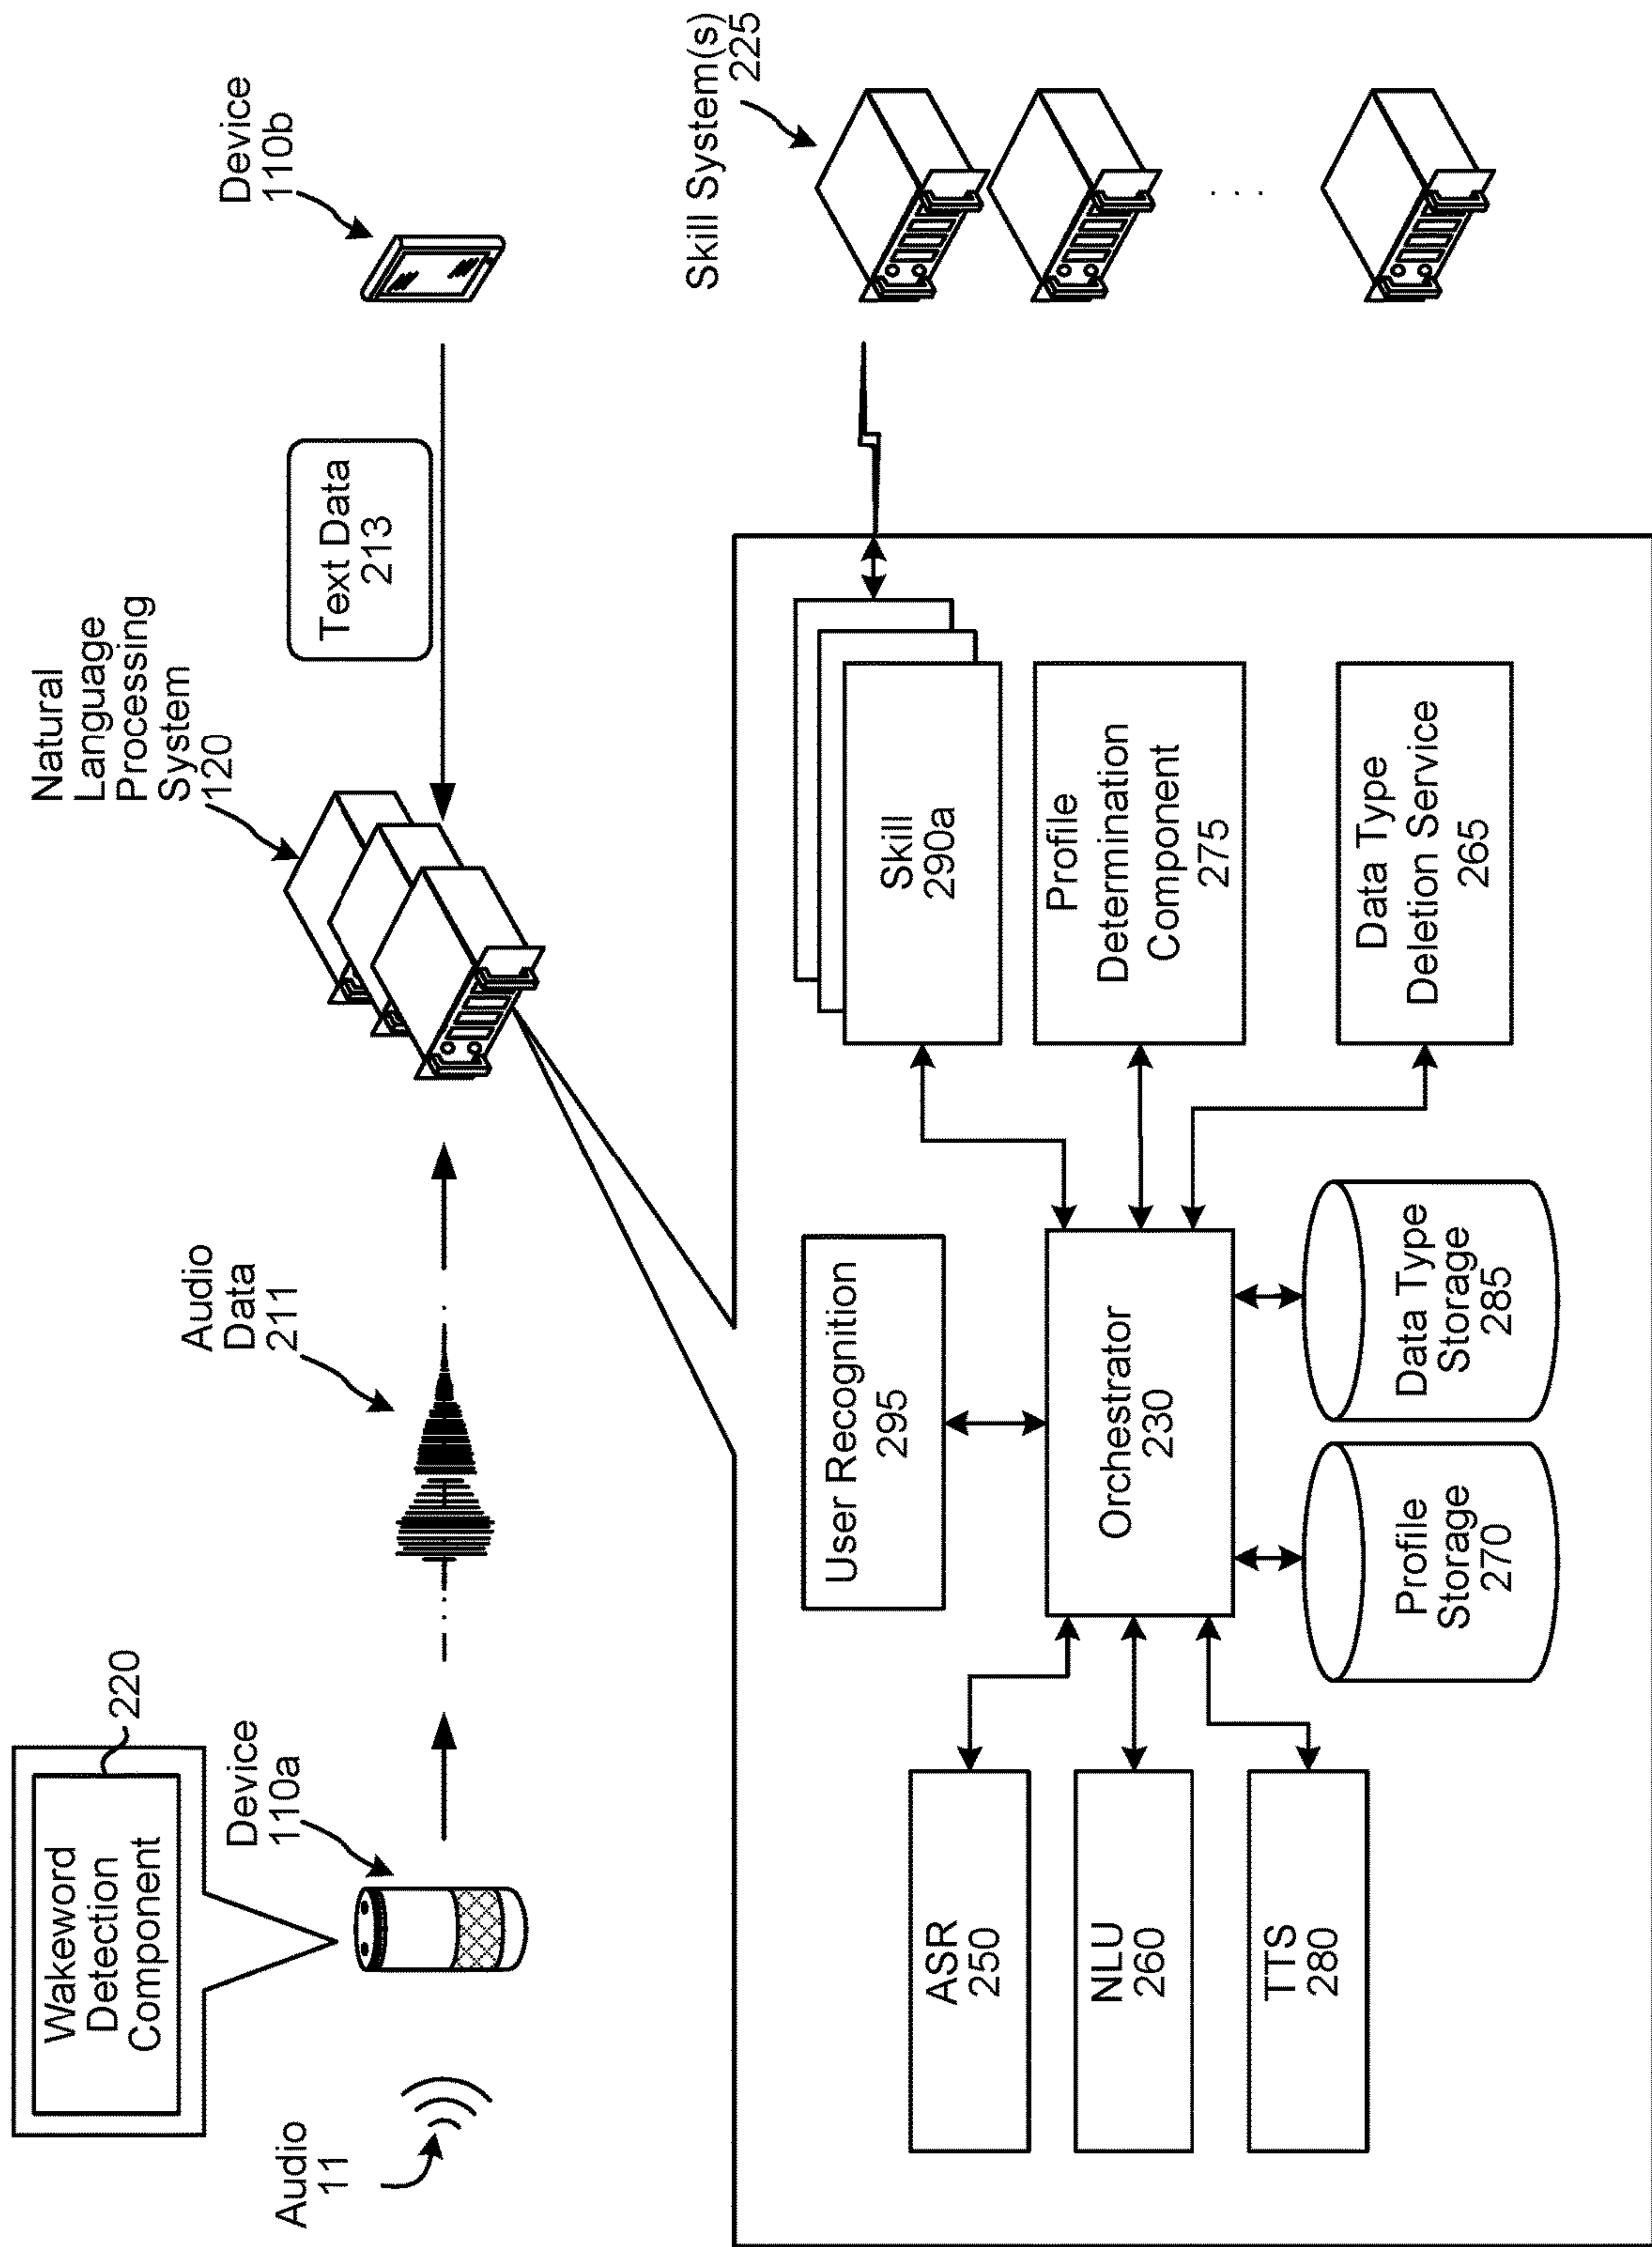 Wakeword
Detection
Component
220
Audio
11
Device
110a
Audio
Data
211
Natural
Language
Processing
System
120
Text Data
213
Device
110b
Skill System(s)
225
. . .
ASR
250
NLU
260
TTS
280
User Recognition
295
Orchestrator
230
Profile
Storage
270
Data Type
Storage
285
Skill
290a
Profile
Determination
Component
275
Data Type
Deletion Service
265